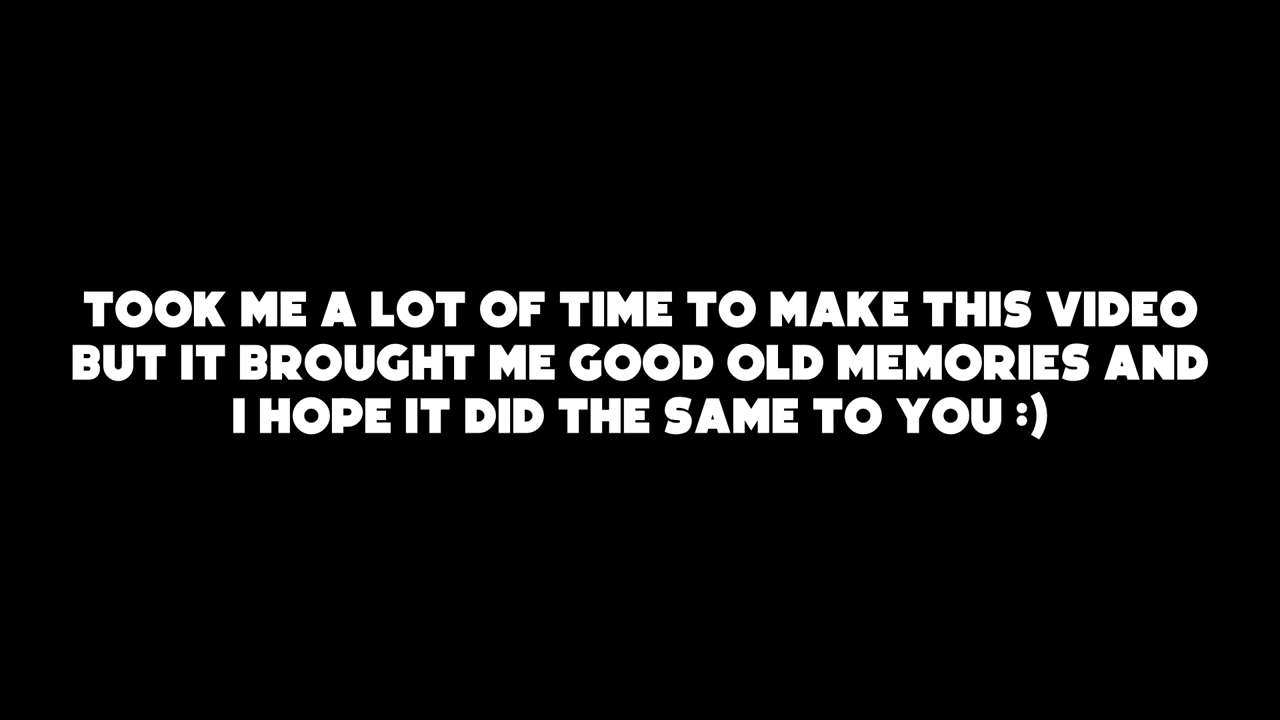 TOOK ME A LOT OF TIME TO MAKE THIS VIDEO
BUT IT BROUGHT ME GOOD OLD MEMORIES AND
I HOPE IT DID THE SAME TO YOU :)